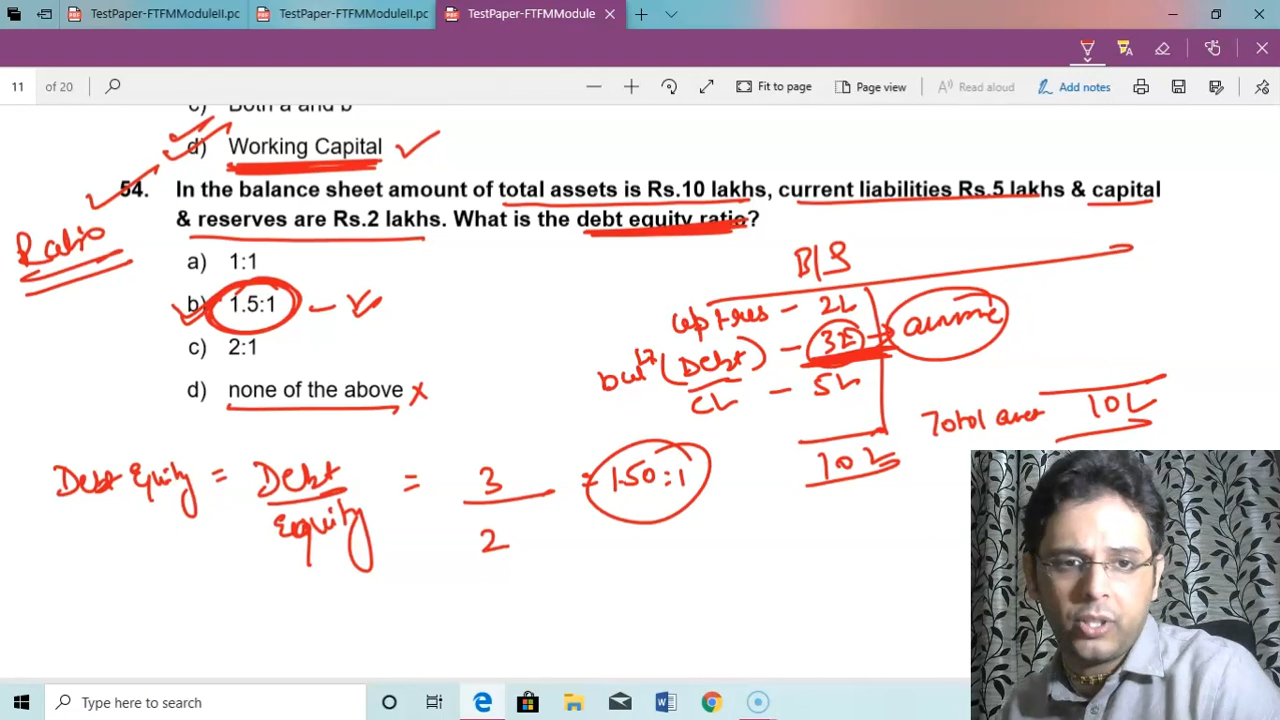 TestPaper-FTFMModuleII.pc
TestPaper-FTFMModuleII.pc
TestPaper-FTFMModule
11 of 20
Fit to page
Page view
Read aloud
Add notes
c) Both a and b
d) Working Capital
54. In the balance sheet amount of total assets is Rs.10 lakhs, current liabilities Rs.5 lakhs & capital
& reserves are Rs.2 lakhs. What is the debt equity ratio?
Ratio
a) 1:1
b) 1.5:1
c) 2:1
d) none of the above
B/S
cap + res - 2L
(Debt) - 3L → assume
CL - 5L
10L
Total asset 10L
Debt Equity = Debt / Equity = 3 / 2 = 1.50:1
Type here to search